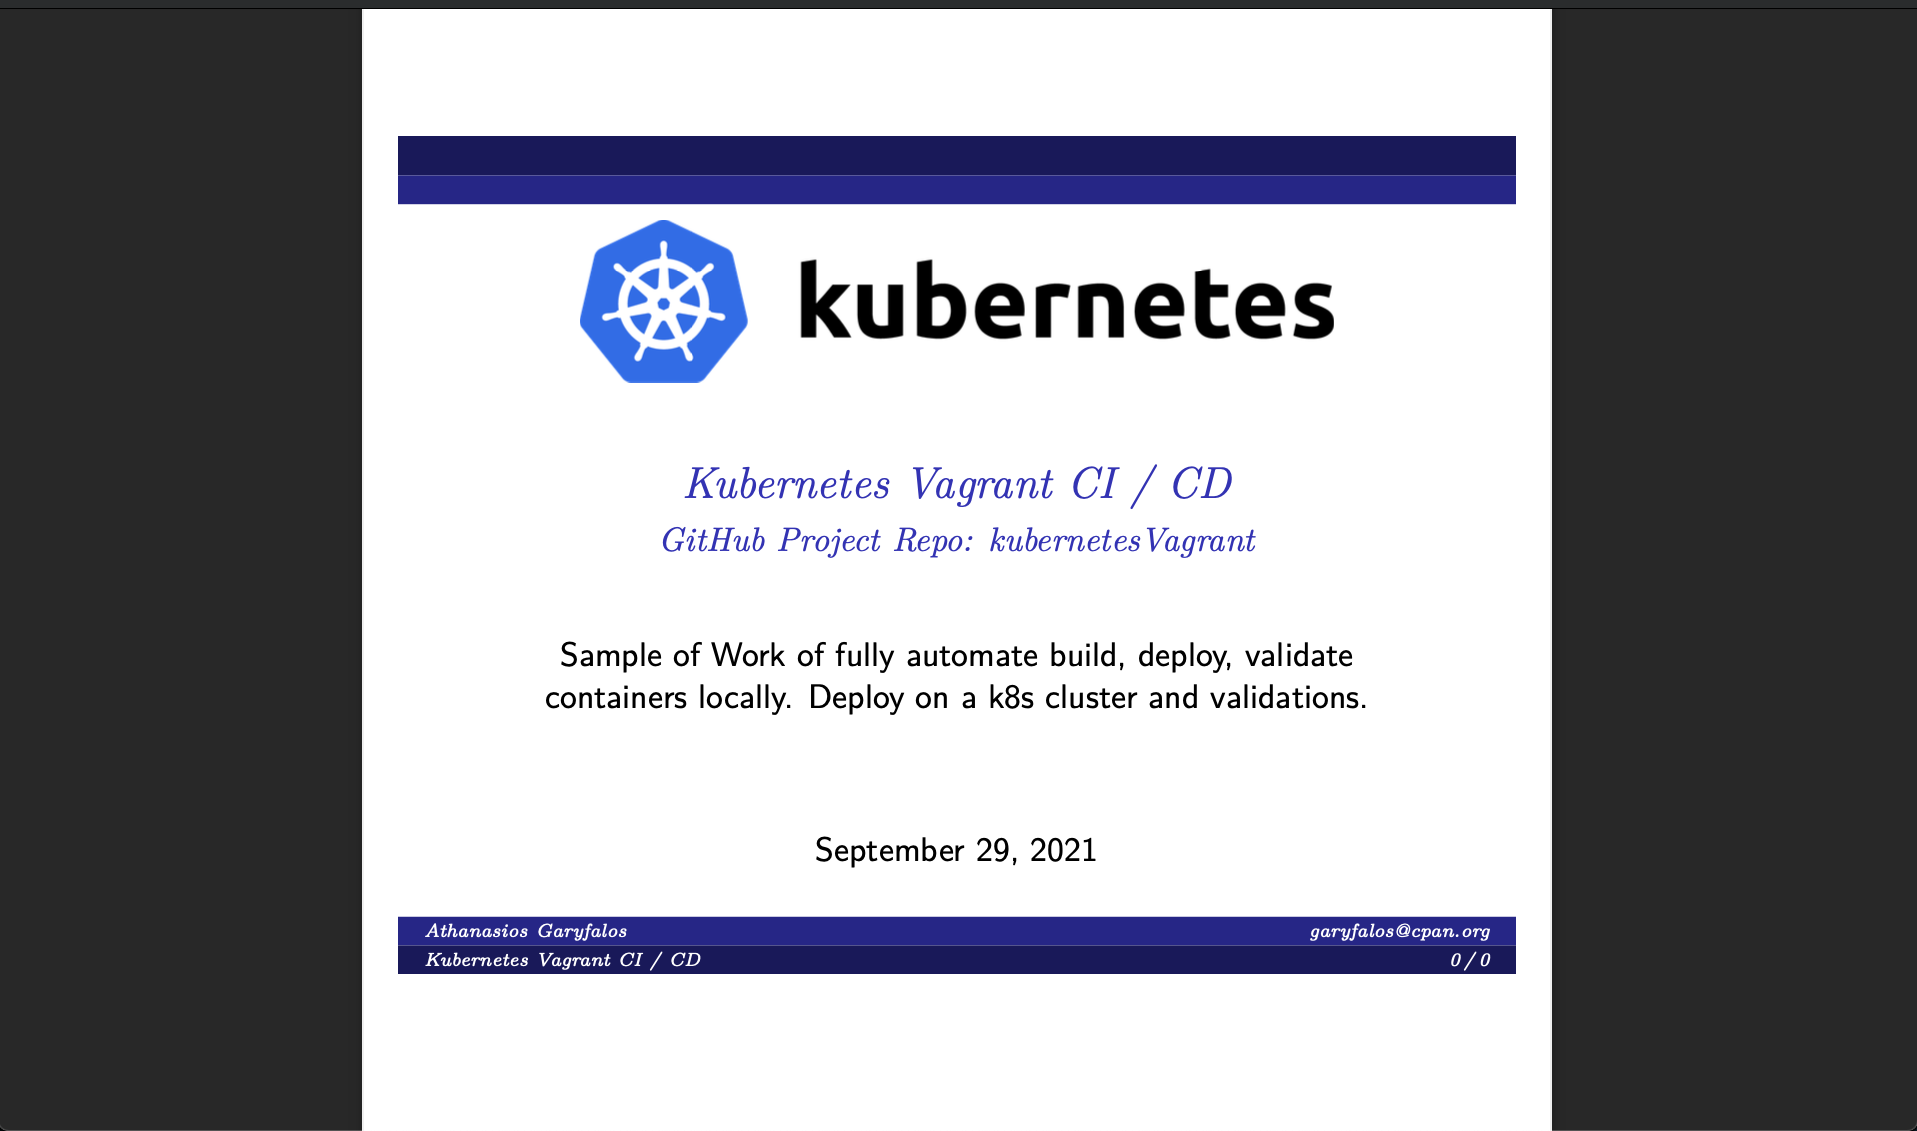 kubernetes
Kubernetes Vagrant CI / CD
GitHub Project Repo: kubernetesVagrant
Sample of Work of fully automate build, deploy, validate
containers locally. Deploy on a k8s cluster and validations.
September 29, 2021
Athanasios Garyfalos garyfalos@cpan.org
Kubernetes Vagrant CI / CD 0 / 0